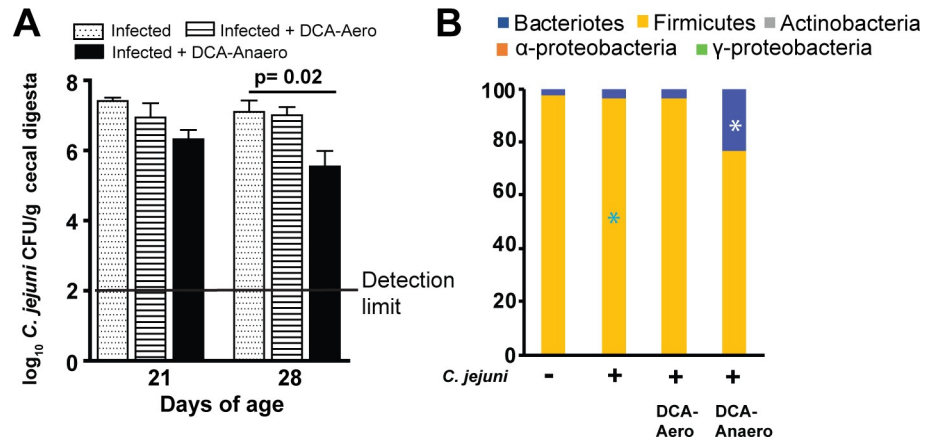 A
Infected
Infected + DCA-Aero
Infected + DCA-Anaero
p= 0.02
log10 C. jejuni CFU/g cecal digesta
8
6
4
2
0
Detection
limit
21
28
Days of age
B
Bacteriotes
Firmicutes
Actinobacteria
α-proteobacteria
γ-proteobacteria
100
80
60
40
20
0
*
*
C. jejuni
-
+
+
+
DCA-
Aero
DCA-
Anaero